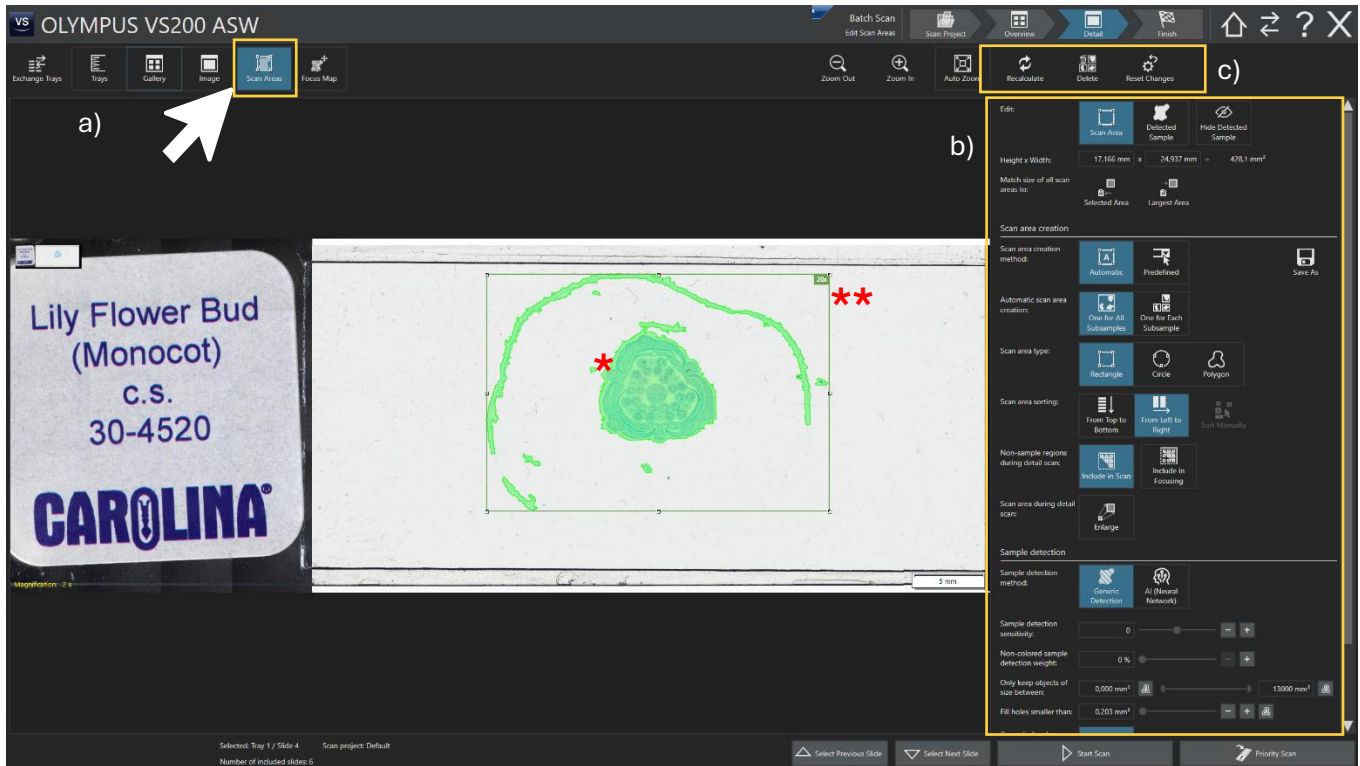 VS OLYMPUS VS200 ASW
Batch Scan
Edit Scan Areas
Scan Project
Overview
Detail
Finish
Exchange Trays
Trays
Gallery
Image
Scan Areas
Focus Map
Zoom Out
Zoom In
Auto Zoom
Recalculate
Delete
Reset Changes
c)
a)
b)
Edit:
Scan Area
Detected
Sample
Hide Detected
Sample
Height x Width:
17,166 mm x 24,937 mm = 428,1 mm²
Match size of all scan
areas to:
Selected Area
Largest Area
Scan area creation
Scan area creation
method:
Automatic
Predefined
Save As
Automatic scan area
creation:
One for All
Subsamples
One for Each
Subsample
Scan area type:
Rectangle
Circle
Polygon
Scan area sorting:
From Top to
Bottom
From Left to
Right
Sort Manually
Non-sample regions
during detail scan:
Include in Scan
Include in
Focusing
Scan area during detail
scan:
Enlarge
Sample detection
Sample detection
method:
Generic
Detection
AI (Neural
Network)
Sample detection
sensitivity:
0
Non-colored sample
detection weight:
0 %
Only keep objects of
size between:
0,000 mm²
13000 mm²
Fill holes smaller than:
0,203 mm²
Lily Flower Bud
(Monocot)
c.s.
30-4520
CAROLINA®
Magnification: 2 x
20x
**
*
3 mm
Selected: Tray 1 / Slide 4
Scan project: Default
Number of included slides: 6
Select Previous Slide
Select Next Slide
Start Scan
Priority Scan